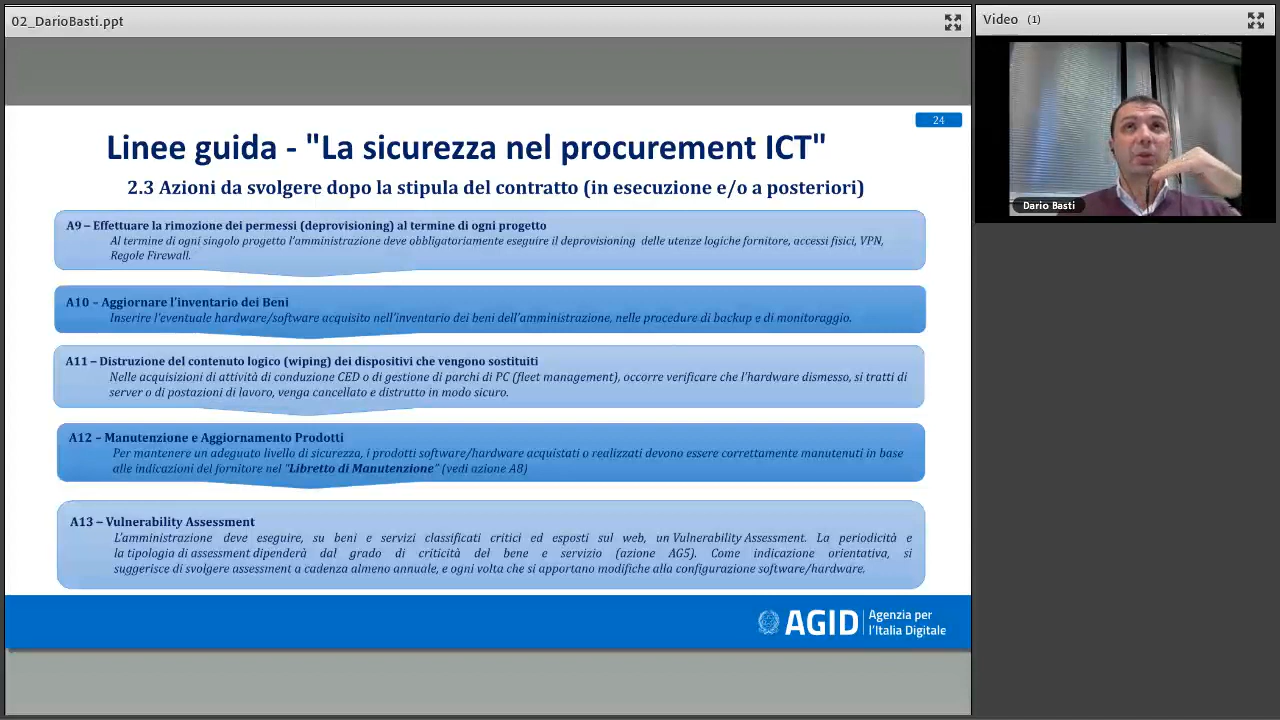 02_DarioBasti.ppt
Video (1)
24
Linee guida - "La sicurezza nel procurement ICT"
2.3 Azioni da svolgere dopo la stipula del contratto (in esecuzione e/o a posteriori)
A9 – Effettuare la rimozione dei permessi (deprovisioning) al termine di ogni progetto
Al termine di ogni singolo progetto l'amministrazione deve obbligatoriamente eseguire il deprovisioning delle utenze logiche fornitore, accessi fisici, VPN,
Regole Firewall.
A10 – Aggiornare l'inventario dei Beni
Inserire l'eventuale hardware/software acquisito nell'inventario dei beni dell'amministrazione, nelle procedure di backup e di monitoraggio.
A11 – Distruzione del contenuto logico (wiping) dei dispositivi che vengono sostituiti
Nelle acquisizioni di attività di conduzione CED o di gestione di parchi di PC (fleet management), occorre verificare che l'hardware dismesso, si tratti di
server o di postazioni di lavoro, venga cancellato e distrutto in modo sicuro.
A12 – Manutenzione e Aggiornamento Prodotti
Per mantenere un adeguato livello di sicurezza, i prodotti software/hardware acquistati o realizzati devono essere correttamente manutenuti in base
alle indicazioni del fornitore nel "Libretto di Manutenzione" (vedi azione A8)
A13 – Vulnerability Assessment
L'amministrazione deve eseguire, su beni e servizi classificati critici ed esposti sul web, un Vulnerability Assessment. La periodicità e
la tipologia di assessment dipenderà dal grado di criticità del bene e servizio (azione AG5). Come indicazione orientativa, si
suggerisce di svolgere assessment a cadenza almeno annuale, e ogni volta che si apportano modifiche alla configurazione software/hardware.
AGID
Agenzia per
l'Italia Digitale
Dario Basti